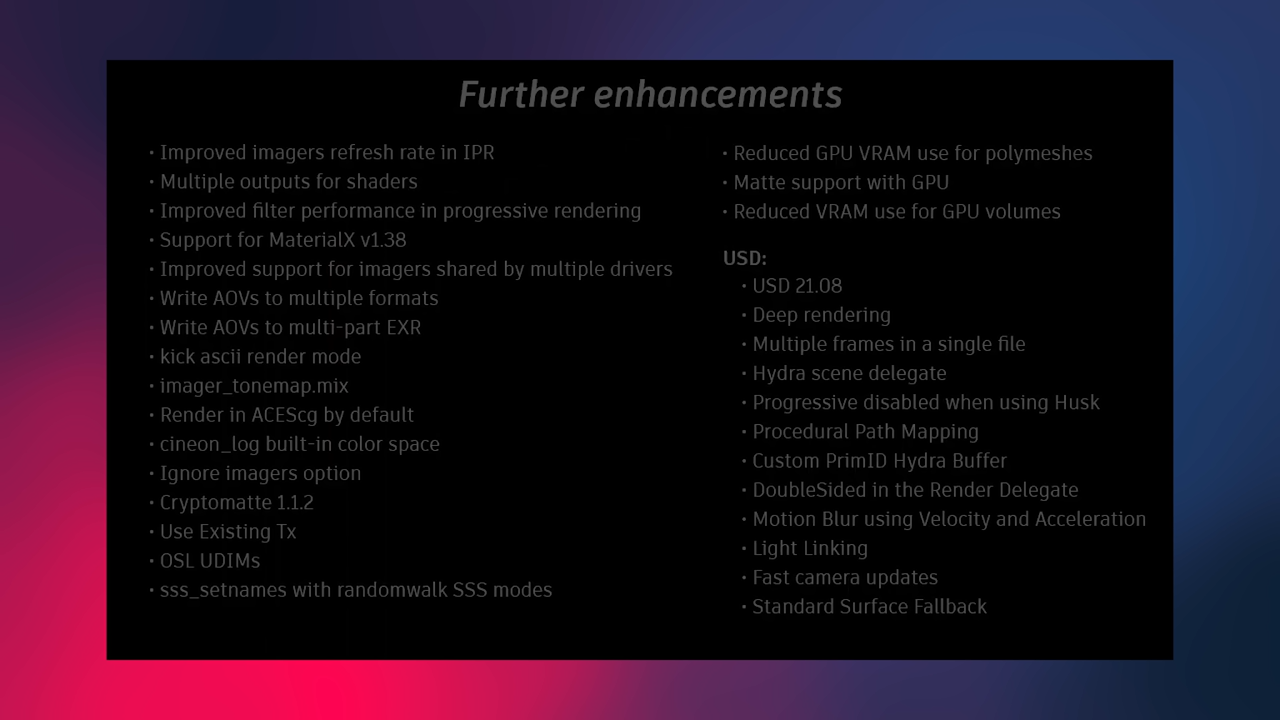 Further enhancements
• Improved imagers refresh rate in IPR
• Multiple outputs for shaders
• Improved filter performance in progressive rendering
• Support for MaterialX v1.38
• Improved support for imagers shared by multiple drivers
• Write AOVs to multiple formats
• Write AOVs to multi-part EXR
• kick ascii render mode
• imager_tonemap.mix
• Render in ACEScg by default
• cineon_log built-in color space
• Ignore imagers option
• Cryptomatte 1.1.2
• Use Existing Tx
• OSL UDIMs
• sss_setnames with randomwalk SSS modes
• Reduced GPU VRAM use for polymeshes
• Matte support with GPU
• Reduced VRAM use for GPU volumes
USD:
• USD 21.08
• Deep rendering
• Multiple frames in a single file
• Hydra scene delegate
• Progressive disabled when using Husk
• Procedural Path Mapping
• Custom PrimID Hydra Buffer
• DoubleSided in the Render Delegate
• Motion Blur using Velocity and Acceleration
• Light Linking
• Fast camera updates
• Standard Surface Fallback